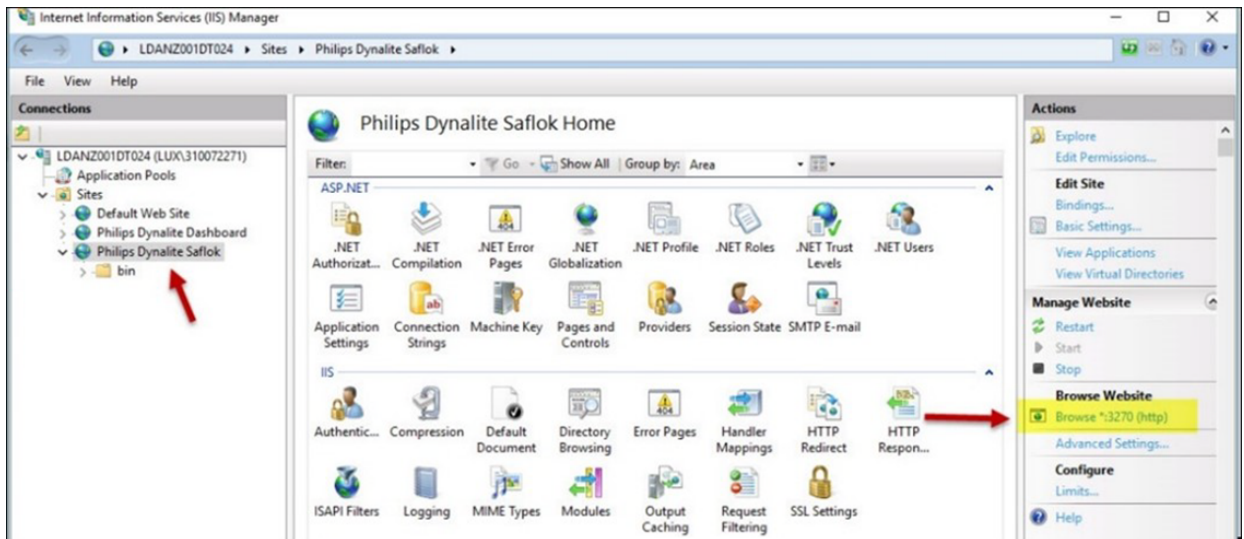 Internet Information Services (IIS) Manager
LDANZ001DT024 Sites Philips Dynalite Saflok
File View Help
Connections
LDANZ001DT024 (LUX\310072271)
Application Pools
Sites
Default Web Site
Philips Dynalite Dashboard
Philips Dynalite Saflok
bin
Philips Dynalite Saflok Home
Filter: Go Show All Group by: Area
ASP.NET
.NET Authorizat...
.NET Compilation
.NET Error Pages
.NET Globalization
.NET Profile
.NET Roles
.NET Trust Levels
.NET Users
Application Settings
Connection Strings
Machine Key
Pages and Controls
Providers
Session State
SMTP E-mail
IIS
Authentic...
Compression
Default Document
Directory Browsing
Error Pages
Handler Mappings
HTTP Redirect
HTTP Respon...
ISAPI Filters
Logging
MIME Types
Modules
Output Caching
Request Filtering
SSL Settings
Actions
Explore
Edit Permissions...
Edit Site
Bindings...
Basic Settings...
View Applications
View Virtual Directories
Manage Website
Restart
Start
Stop
Browse Website
Browse *:3270 (http)
Advanced Settings...
Configure
Limits...
Help